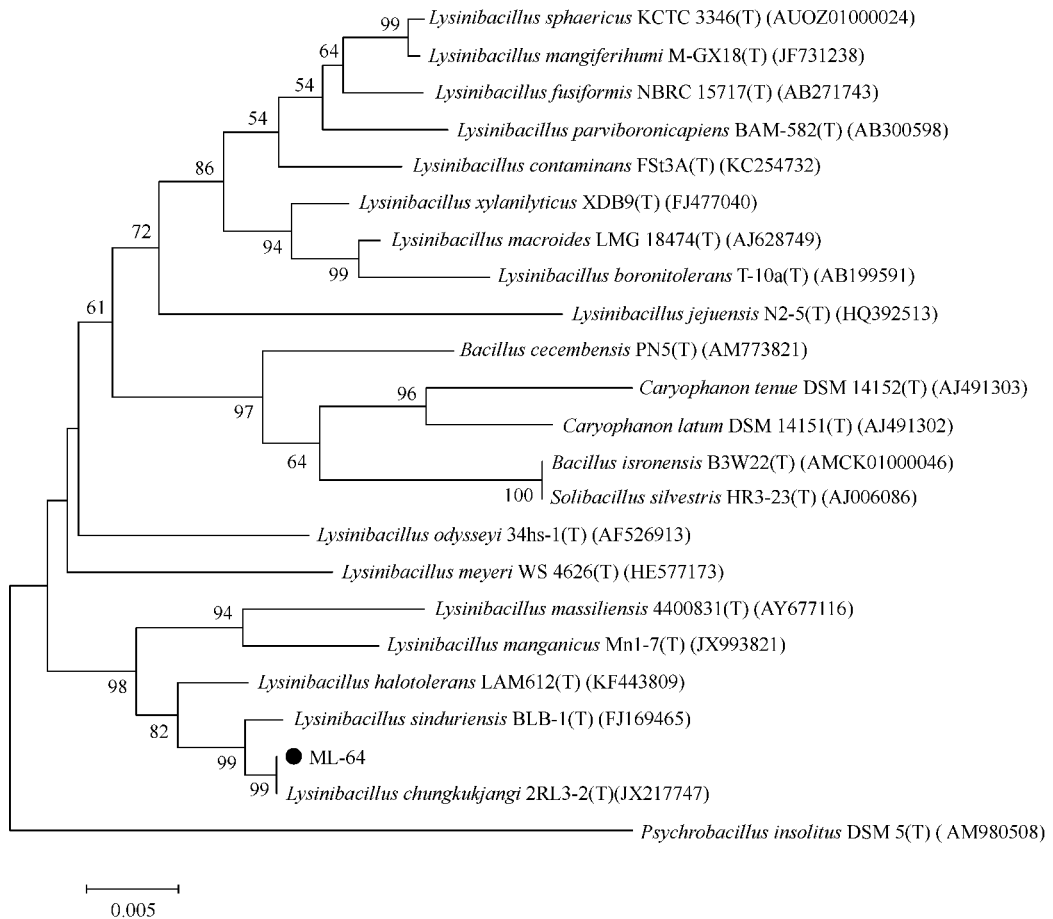 Lysinibacillus sphaericus KCTC 3346(T) (AUOZ01000024)
99
Lysinibacillus mangiferihumi M-GX18(T) (JF731238)
64
Lysinibacillus fusiformis NBRC 15717(T) (AB271743)
54
Lysinibacillus parviboronicapiens BAM-582(T) (AB300598)
54
Lysinibacillus contaminans FSt3A(T) (KC254732)
86
Lysinibacillus xylanilyticus XDB9(T) (FJ477040)
72
94
Lysinibacillus macroides LMG 18474(T) (AJ628749)
99
Lysinibacillus boronitolerans T-10a(T) (AB199591)
61
Lysinibacillus jejuensis N2-5(T) (HQ392513)
Bacillus cecembensis PN5(T) (AM773821)
97
96
Caryophanon tenue DSM 14152(T) (AJ491303)
Caryophanon latum DSM 14151(T) (AJ491302)
64
Bacillus isronensis B3W22(T) (AMCK01000046)
100
Solibacillus silvestris HR3-23(T) (AJ006086)
Lysinibacillus odysseyi 34hs-1(T) (AF526913)
Lysinibacillus meyeri WS 4626(T) (HE577173)
94
Lysinibacillus massiliensis 4400831(T) (AY677116)
Lysinibacillus manganicus Mn1-7(T) (JX993821)
98
Lysinibacillus halotolerans LAM612(T) (KF443809)
82
Lysinibacillus sinduriensis BLB-1(T) (FJ169465)
99
ML-64
99
Lysinibacillus chungkukjangi 2RL3-2(T)(JX217747)
Psychrobacillus insolitus DSM 5(T) ( AM980508)
0.005